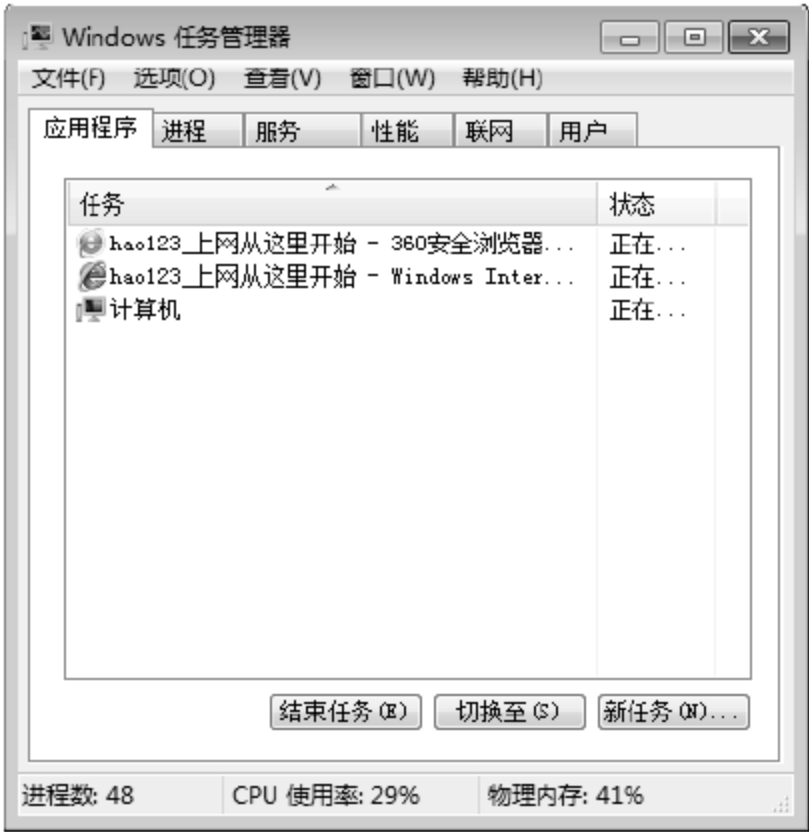 Windows 任务管理器
文件(F) 选项(O) 查看(V) 窗口(W) 帮助(H)
应用程序 进程 服务 性能 联网 用户
任务 状态
hao123_上网从这里开始 - 360安全浏览器... 正在...
hao123_上网从这里开始 - Windows Inter... 正在...
计算机 正在...
结束任务(E) 切换至(S) 新任务(N)...
进程数: 48 CPU 使用率: 29% 物理内存: 41%